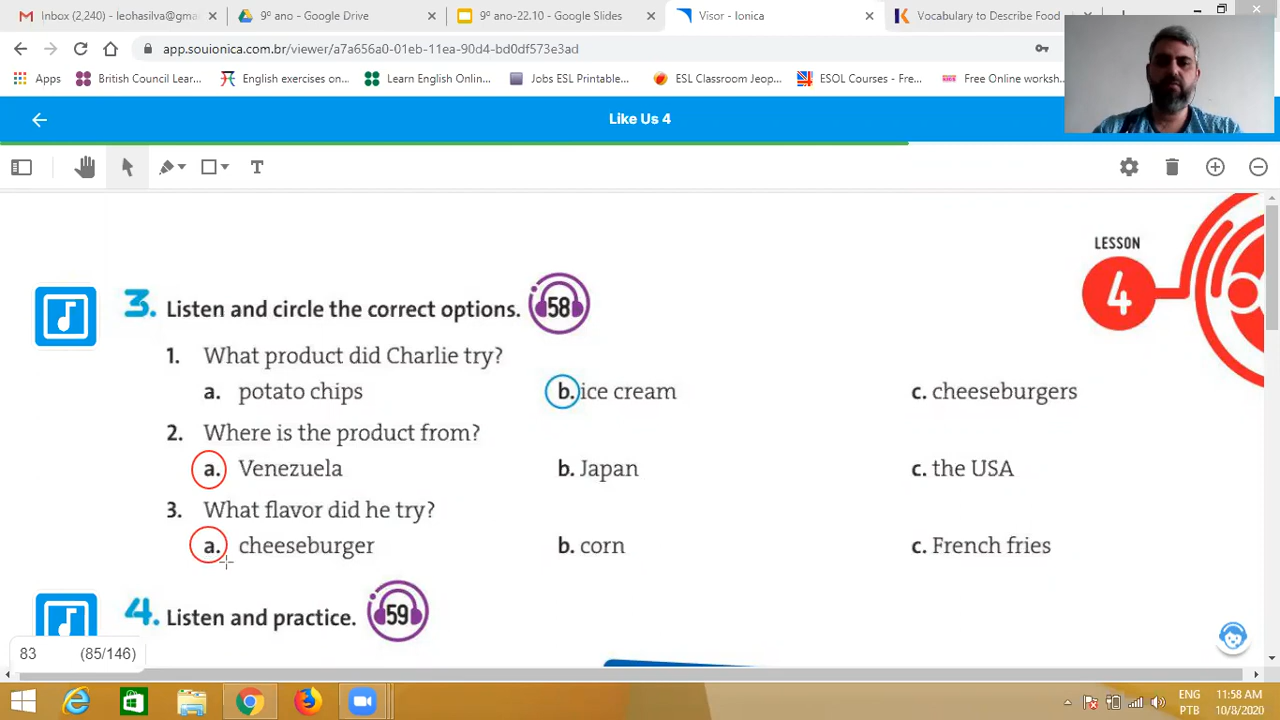 Inbox (2,240) - leohasilva@gma
9º ano - Google Drive
9º ano-22.10 - Google Slides
Visor - Ionica
Vocabulary to Describe Food
app.souionica.com.br/viewer/a7a656a0-01eb-11ea-90d4-bd0df573e3ad
Apps
British Council Lear...
English exercises on...
Learn English Onlin...
Jobs ESL Printable...
ESL Classroom Jeop...
ESOL Courses - Fre...
Free Online worksh...
Like Us 4
T
LESSON
4
3. Listen and circle the correct options. 58
1. What product did Charlie try?
a. potato chips b. ice cream c. cheeseburgers
2. Where is the product from?
a. Venezuela b. Japan c. the USA
3. What flavor did he try?
a. cheeseburger b. corn c. French fries
4. Listen and practice. 59
83 (85/146)
ENG 11:58 AM
PTB 10/8/2020